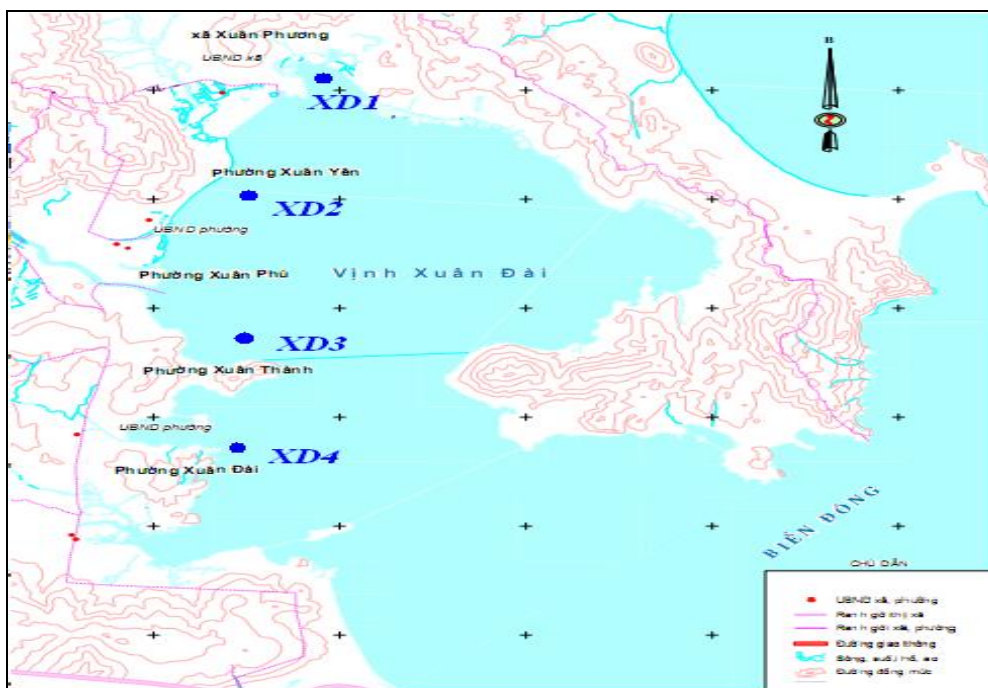 xã Xuân Phương
UBND xã
B
XD1
Phường Xuân Yên
XD2
UBND phường
Phường Xuân Phú
Vịnh Xuân Đài
XD3
Phường Xuân Thành
UBND phường
XD4
Phường Xuân Đài
BIỂN ĐÔNG
CHÚ DẪN
UBND xã, phường
Ranh giới thị xã
Ranh giới xã, phường
Đường giao thông
Sông, suối, hồ, ao
Đường đồng mức